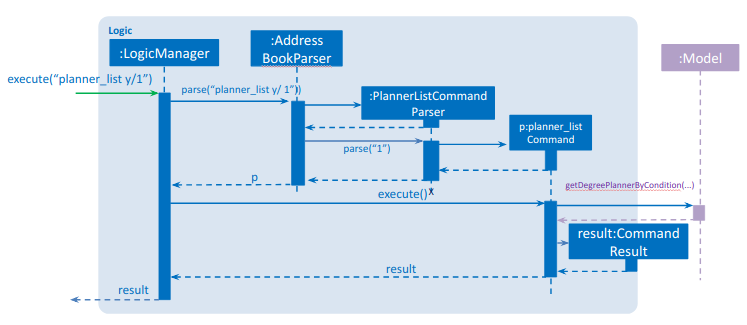 Logic
:LogicManager
:Address
BookParser
:Model
execute(“planner_list y/1”)
parse(“planner_list y/ 1”))
:PlannerListCommand
Parser
p:planner_list
Command
parse(“1”)
p
execute()
getDegreePlannerByCondition(...)
result:Command
Result
result
result